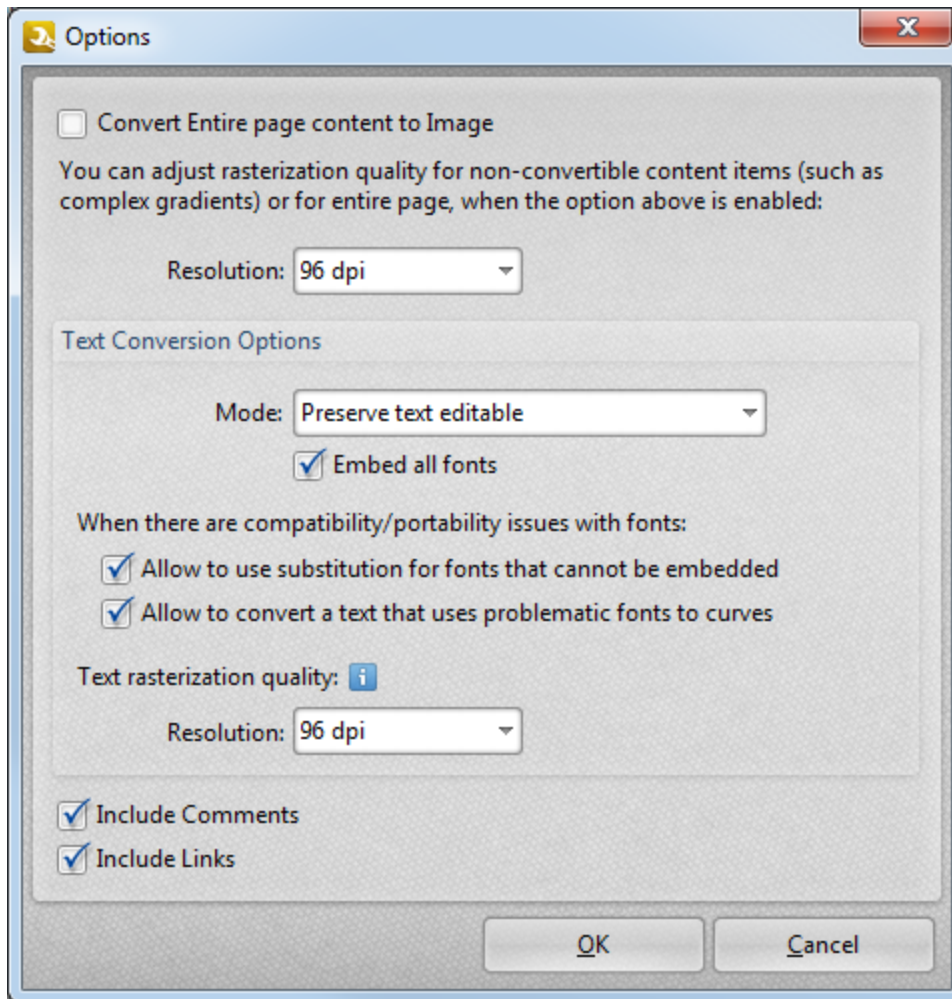 Options
Convert Entire page content to Image
You can adjust rasterization quality for non-convertible content items (such as
complex gradients) or for entire page, when the option above is enabled:
Resolution: 96 dpi
Text Conversion Options
Mode: Preserve text editable
Embed all fonts
When there are compatibility/portability issues with fonts:
Allow to use substitution for fonts that cannot be embedded
Allow to convert a text that uses problematic fonts to curves
Text rasterization quality: i
Resolution: 96 dpi
Include Comments
Include Links
OK Cancel